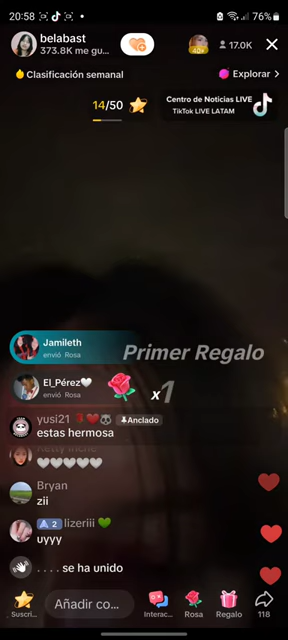 20:58
76%
belabast
373.8K me gu...
40+
17.0K
Clasificación semanal
Explorar
14/50
Centro de Noticias LIVE
TikTok LIVE LATAM
Jamileth
envió Rosa
Primer Regalo
El_Pérez
envió Rosa
x1
yusi21
Anclado
estas hermosa
Bryan
zii
A 2 lizeriii
uyyy
. . . . se ha unido
Suscri...
Añadir co...
Interac...
Rosa
Regalo
118